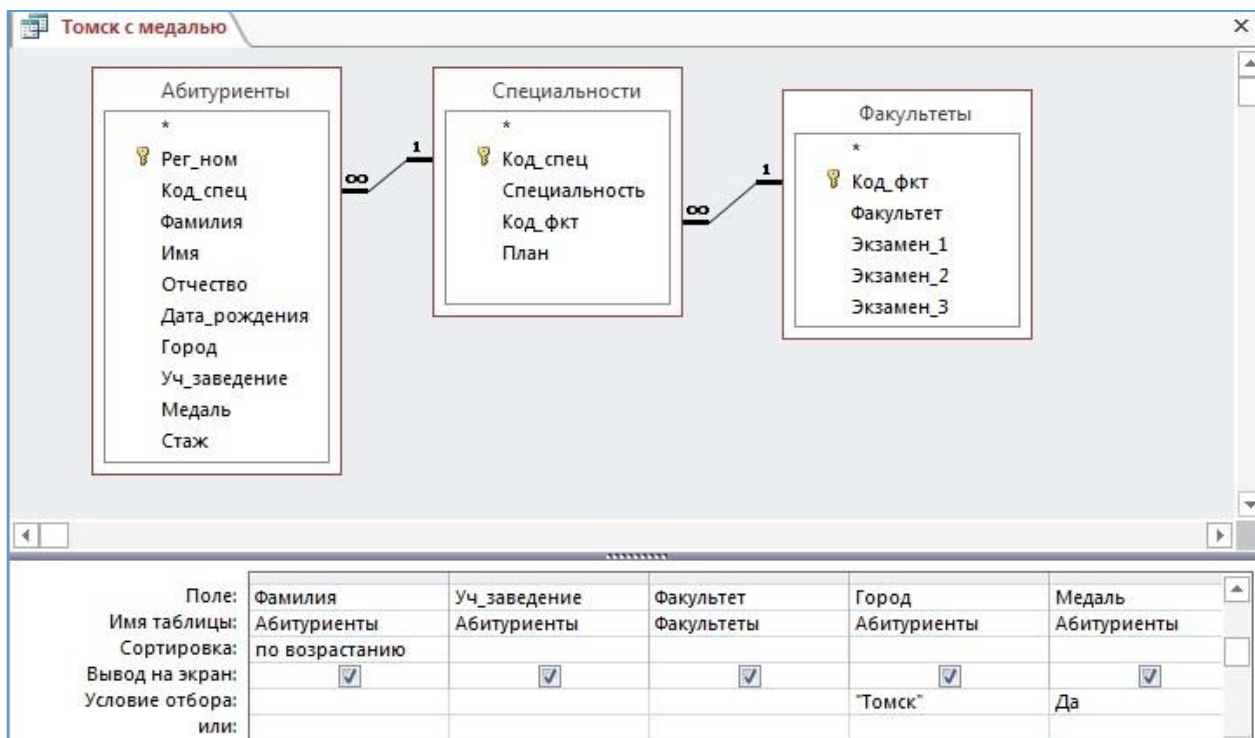 Томск с медалью
Абитуриенты
*
Рег_ном
Код_спец
Фамилия
Имя
Отчество
Дата_рождения
Город
Уч_заведение
Медаль
Стаж
∞
1
Специальности
*
Код_спец
Специальность
Код_фкт
План
∞
1
Факультеты
*
Код_фкт
Факультет
Экзамен_1
Экзамен_2
Экзамен_3
Поле: Фамилия Уч_заведение Факультет Город Медаль
Имя таблицы: Абитуриенты Абитуриенты Факультеты Абитуриенты Абитуриенты
Сортировка: по возрастанию
Вывод на экран:
Условие отбора: "Томск" Да
или: